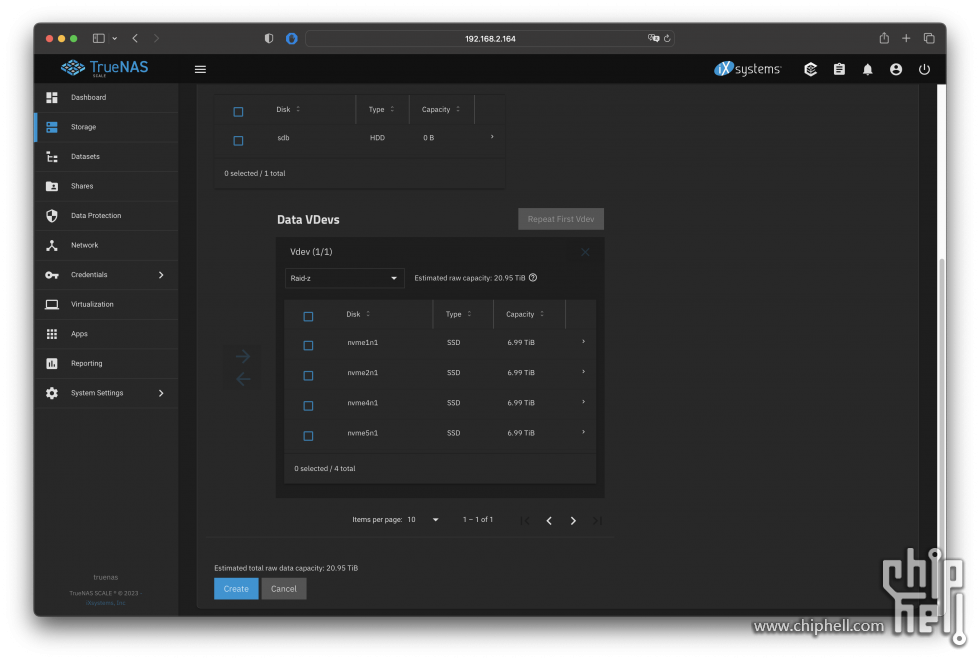 192.168.2.164
TrueNAS
SCALE
iXsystems
Dashboard
Storage
Datasets
Shares
Data Protection
Network
Credentials
Virtualization
Apps
Reporting
System Settings
truenas
TrueNAS SCALE ® © 2023 -
iXsystems, Inc
Disk Type Capacity
sdb HDD 0 B
0 selected / 1 total
Data VDevs
Repeat First Vdev
Vdev (1/1)
Raid-z Estimated raw capacity: 20.95 TiB
Disk Type Capacity
nvme1n1 SSD 6.99 TiB
nvme2n1 SSD 6.99 TiB
nvme4n1 SSD 6.99 TiB
nvme5n1 SSD 6.99 TiB
0 selected / 4 total
Items per page: 10 1 – 1 of 1
Estimated total raw data capacity: 20.95 TiB
Create Cancel
chip
hell
www.chiphell.com